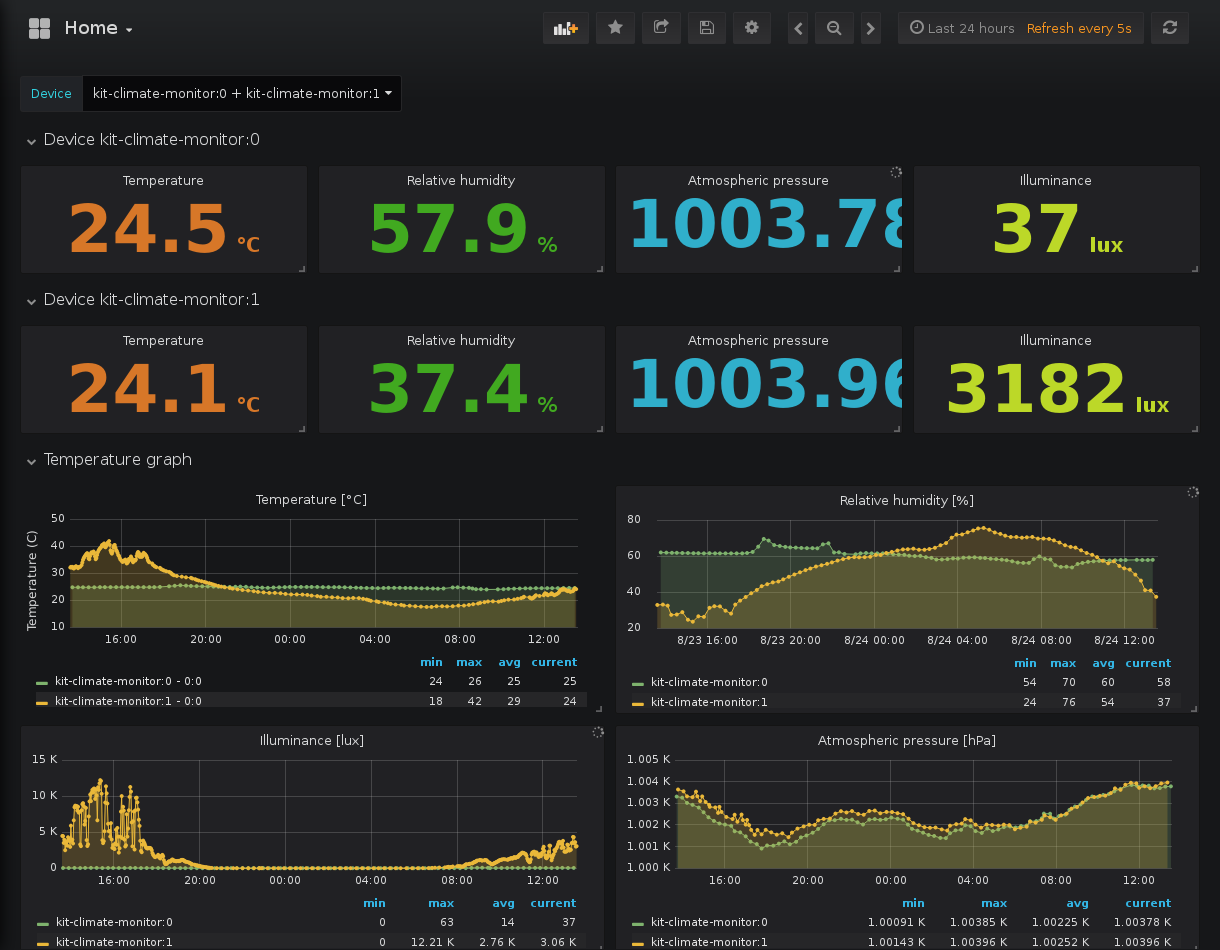 Home
Last 24 hours Refresh every 5s
Device kit-climate-monitor:0 + kit-climate-monitor:1
Device kit-climate-monitor:0
Temperature Relative humidity Atmospheric pressure Illuminance
24.5 °C 57.9 % 1003.78 37 lux
Device kit-climate-monitor:1
Temperature Relative humidity Atmospheric pressure Illuminance
24.1 °C 37.4 % 1003.96 3182 lux
Temperature graph
Temperature [°C]
Temperature (C)
50
40
30
20
10
16:00 20:00 00:00 04:00 08:00 12:00
min max avg current
kit-climate-monitor:0 - 0:0 24 26 25 25
kit-climate-monitor:1 - 0:0 18 42 29 24
Relative humidity [%]
80
60
40
20
8/23 16:00 8/23 20:00 8/24 00:00 8/24 04:00 8/24 08:00 8/24 12:00
min max avg current
kit-climate-monitor:0 54 70 60 58
kit-climate-monitor:1 24 76 54 37
Illuminance [lux]
15 K
10 K
5 K
0
16:00 20:00 00:00 04:00 08:00 12:00
min max avg current
kit-climate-monitor:0 0 63 14 37
kit-climate-monitor:1 0 12.21 K 2.76 K 3.06 K
Atmospheric pressure [hPa]
1.005 K
1.004 K
1.003 K
1.002 K
1.001 K
1.000 K
16:00 20:00 00:00 04:00 08:00 12:00
min max avg current
kit-climate-monitor:0 1.00091 K 1.00385 K 1.00225 K 1.00378 K
kit-climate-monitor:1 1.00143 K 1.00396 K 1.00252 K 1.00396 K